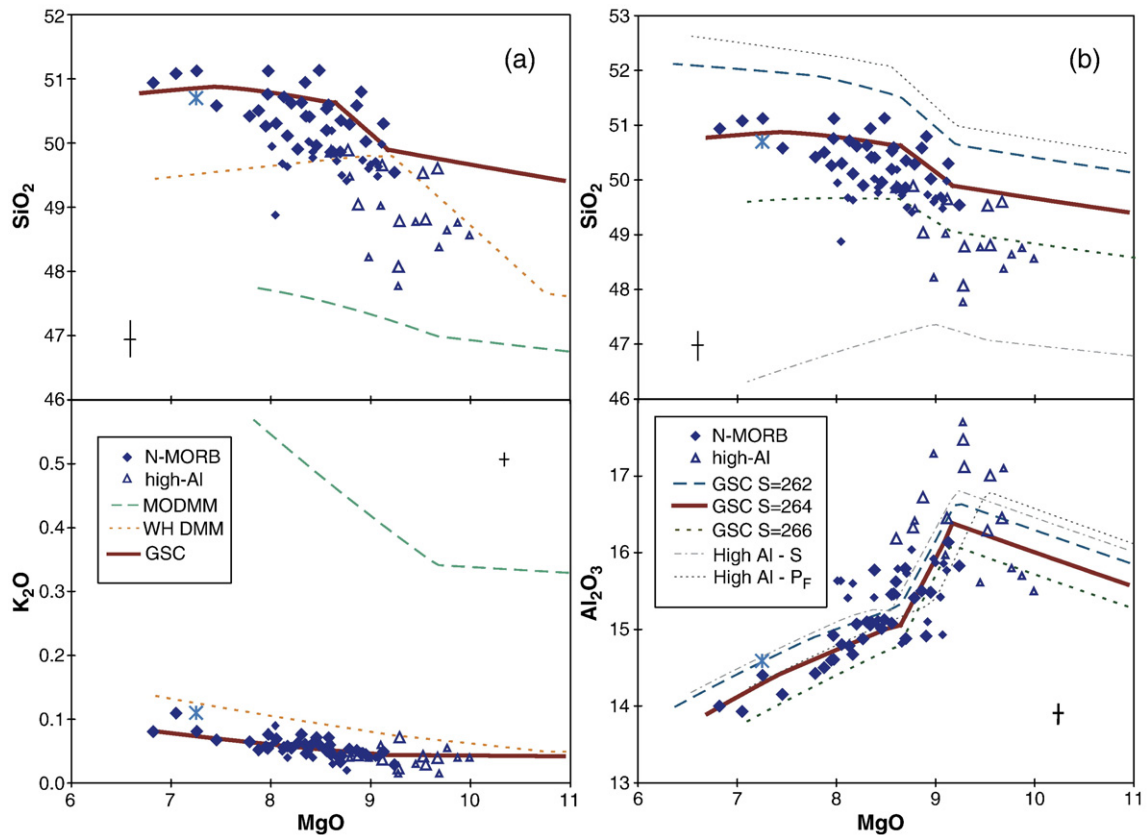 52
51
50
49
48
47
46
SiO2
(a)
0.5
0.4
0.3
0.2
0.1
0.0
K2O
N-MORB
high-Al
MODMM
WH DMM
GSC
6 7 8 9 10 11
MgO
53
52
51
50
49
48
47
46
SiO2
(b)
17
16
15
14
13
Al2O3
N-MORB
high-Al
GSC S=262
GSC S=264
GSC S=266
High Al - S
High Al - PF
6 7 8 9 10 11
MgO